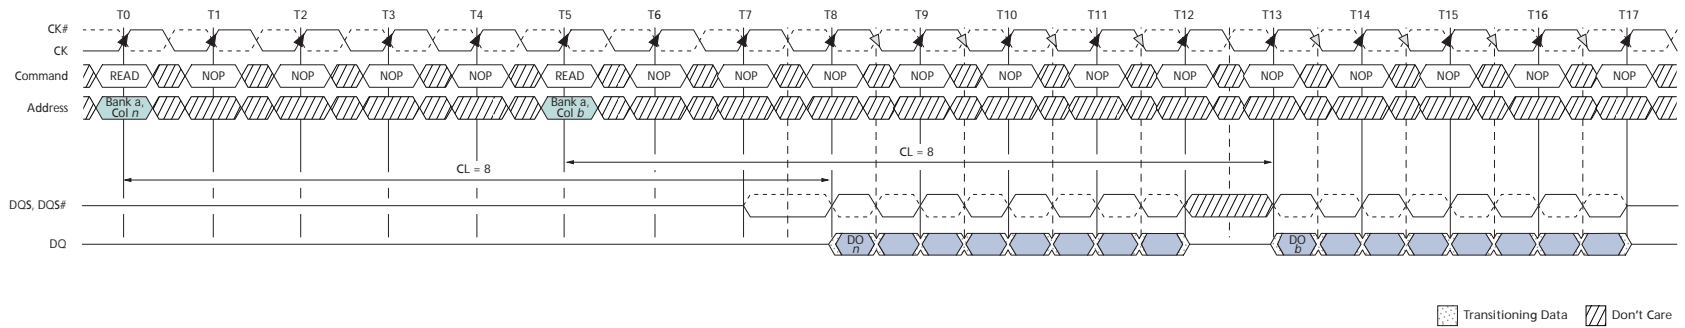 T0 T1 T2 T3 T4 T5 T6 T7 T8 T9 T10 T11 T12 T13 T14 T15 T16 T17
CK#
CK
Command READ NOP NOP NOP NOP READ NOP NOP NOP NOP NOP NOP NOP NOP NOP NOP NOP NOP
Address Bank a, Col n Bank a, Col b
CL = 8
CL = 8
DQS, DQS#
DQ DO n DO b
Transitioning Data Don't Care